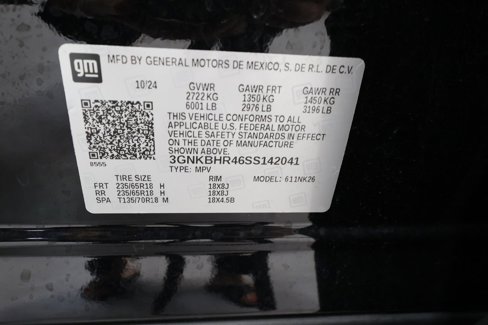 gm MFD BY GENERAL MOTORS DE MEXICO, S. DE R.L. DE C.V.
10/24 GVWR GAWR FRT GAWR RR
2722 KG 1350 KG 1450 KG
6001 LB 2976 LB 3196 LB
THIS VEHICLE CONFORMS TO ALL
APPLICABLE U.S. FEDERAL MOTOR
VEHICLE SAFETY STANDARDS IN EFFECT
ON THE DATE OF MANUFACTURE
SHOWN ABOVE.
3GNKBHR46SS142041
8555 TYPE: MPV
TIRE SIZE RIM MODEL: 611NK26
FRT 235/65R18 H 18X8J
RR 235/65R18 H 18X8J
SPA T135/70R18 M 18X4.5B